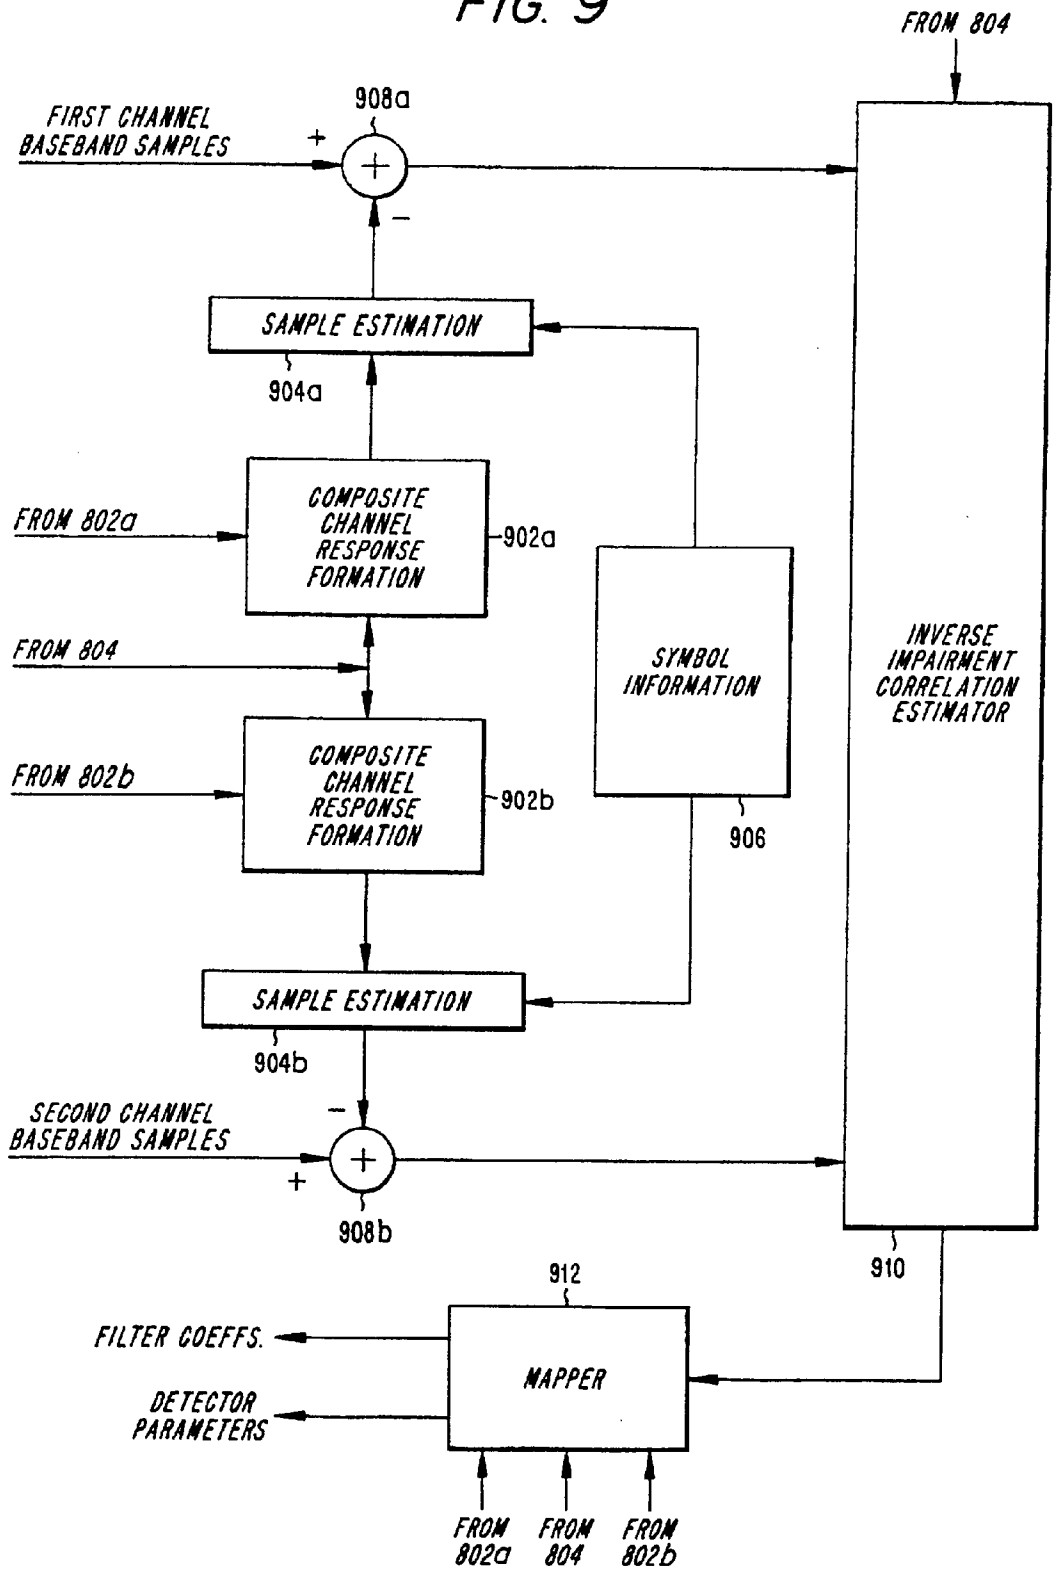 FIG. 9
FROM 804
908a
FIRST CHANNEL
BASEBAND SAMPLES
+
+
-
SAMPLE ESTIMATION
904a
COMPOSITE
CHANNEL
RESPONSE
FORMATION
FROM 802a
902a
FROM 804
SYMBOL
INFORMATION
INVERSE
IMPAIRMENT
CORRELATION
ESTIMATOR
COMPOSITE
CHANNEL
RESPONSE
FORMATION
FROM 802b
902b
906
SAMPLE ESTIMATION
904b
-
SECOND CHANNEL
BASEBAND SAMPLES
+
+
908b
910
912
FILTER COEFFS.
MAPPER
DETECTOR
PARAMETERS
FROM
802a
FROM
804
FROM
802b